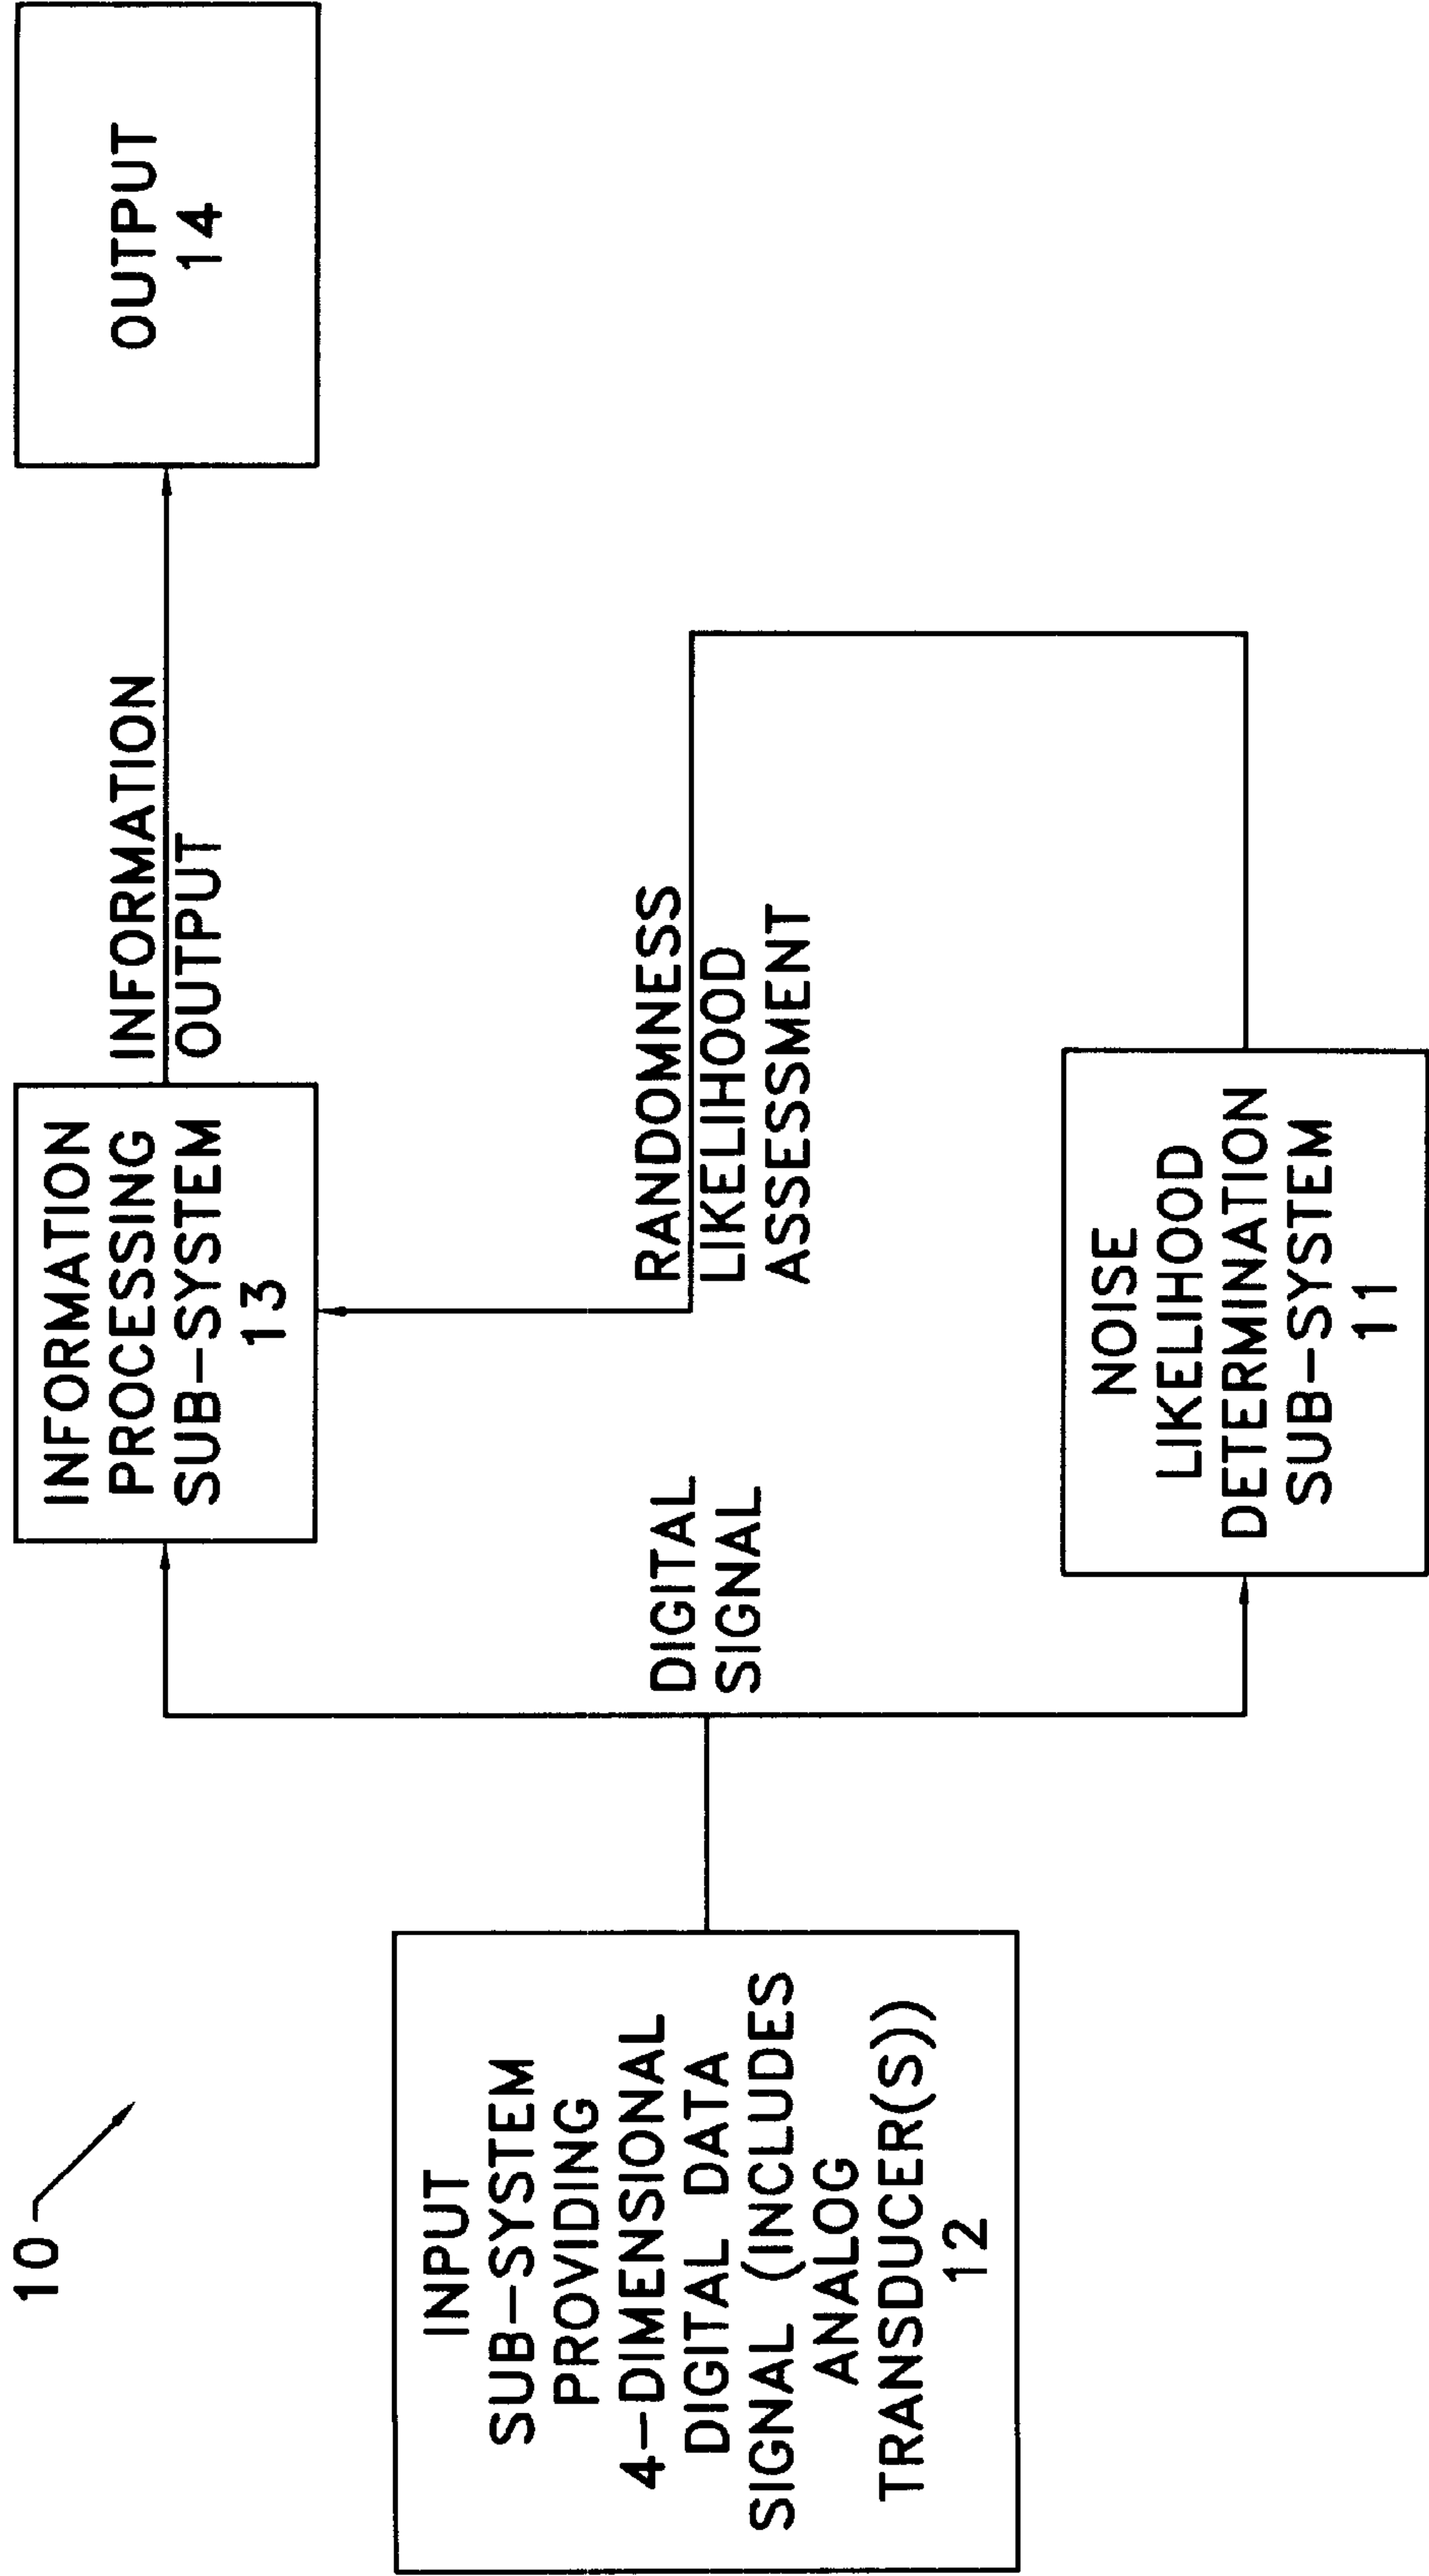 10
INPUT
SUB-SYSTEM
PROVIDING
4-DIMENSIONAL
DIGITAL DATA
SIGNAL (INCLUDES
ANALOG
TRANSDUCER(S))
12
DIGITAL
SIGNAL
INFORMATION
PROCESSING
SUB-SYSTEM
13
NOISE
LIKELIHOOD
DETERMINATION
SUB-SYSTEM
11
RANDOMNESS
LIKELIHOOD
ASSESSMENT
INFORMATION
OUTPUT
OUTPUT
14